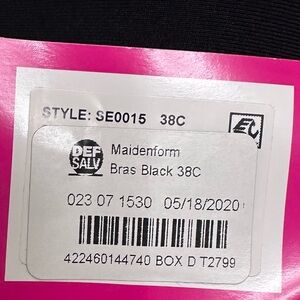 STYLE: SE0015 38C
DEF
SALV
Maidenform
Bras Black 38C
023 07 1530 05/18/2020
422460144740 BOX D T2799